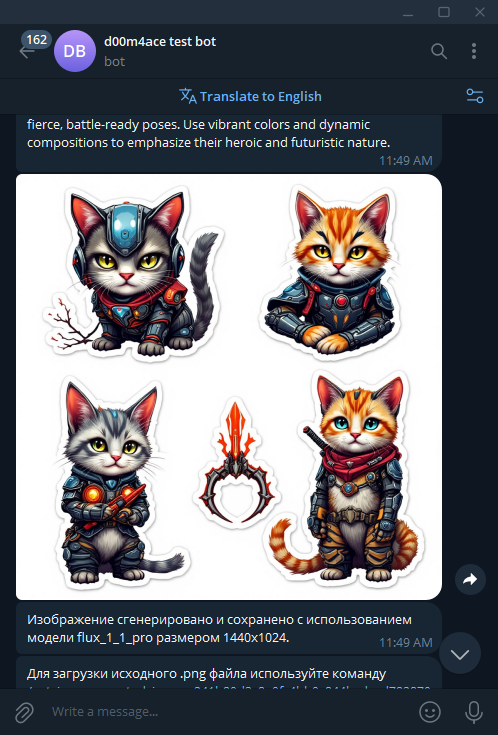 162
DB
d00m4ace test bot
bot
Translate to English
fierce, battle-ready poses. Use vibrant colors and dynamic
compositions to emphasize their heroic and futuristic nature.
11:49 AM
Изображение сгенерировано и сохранено с использованием
модели flux_1_1_pro размером 1440x1024.
11:49 AM
Для загрузки исходного .png файла используйте команду
Write a message...